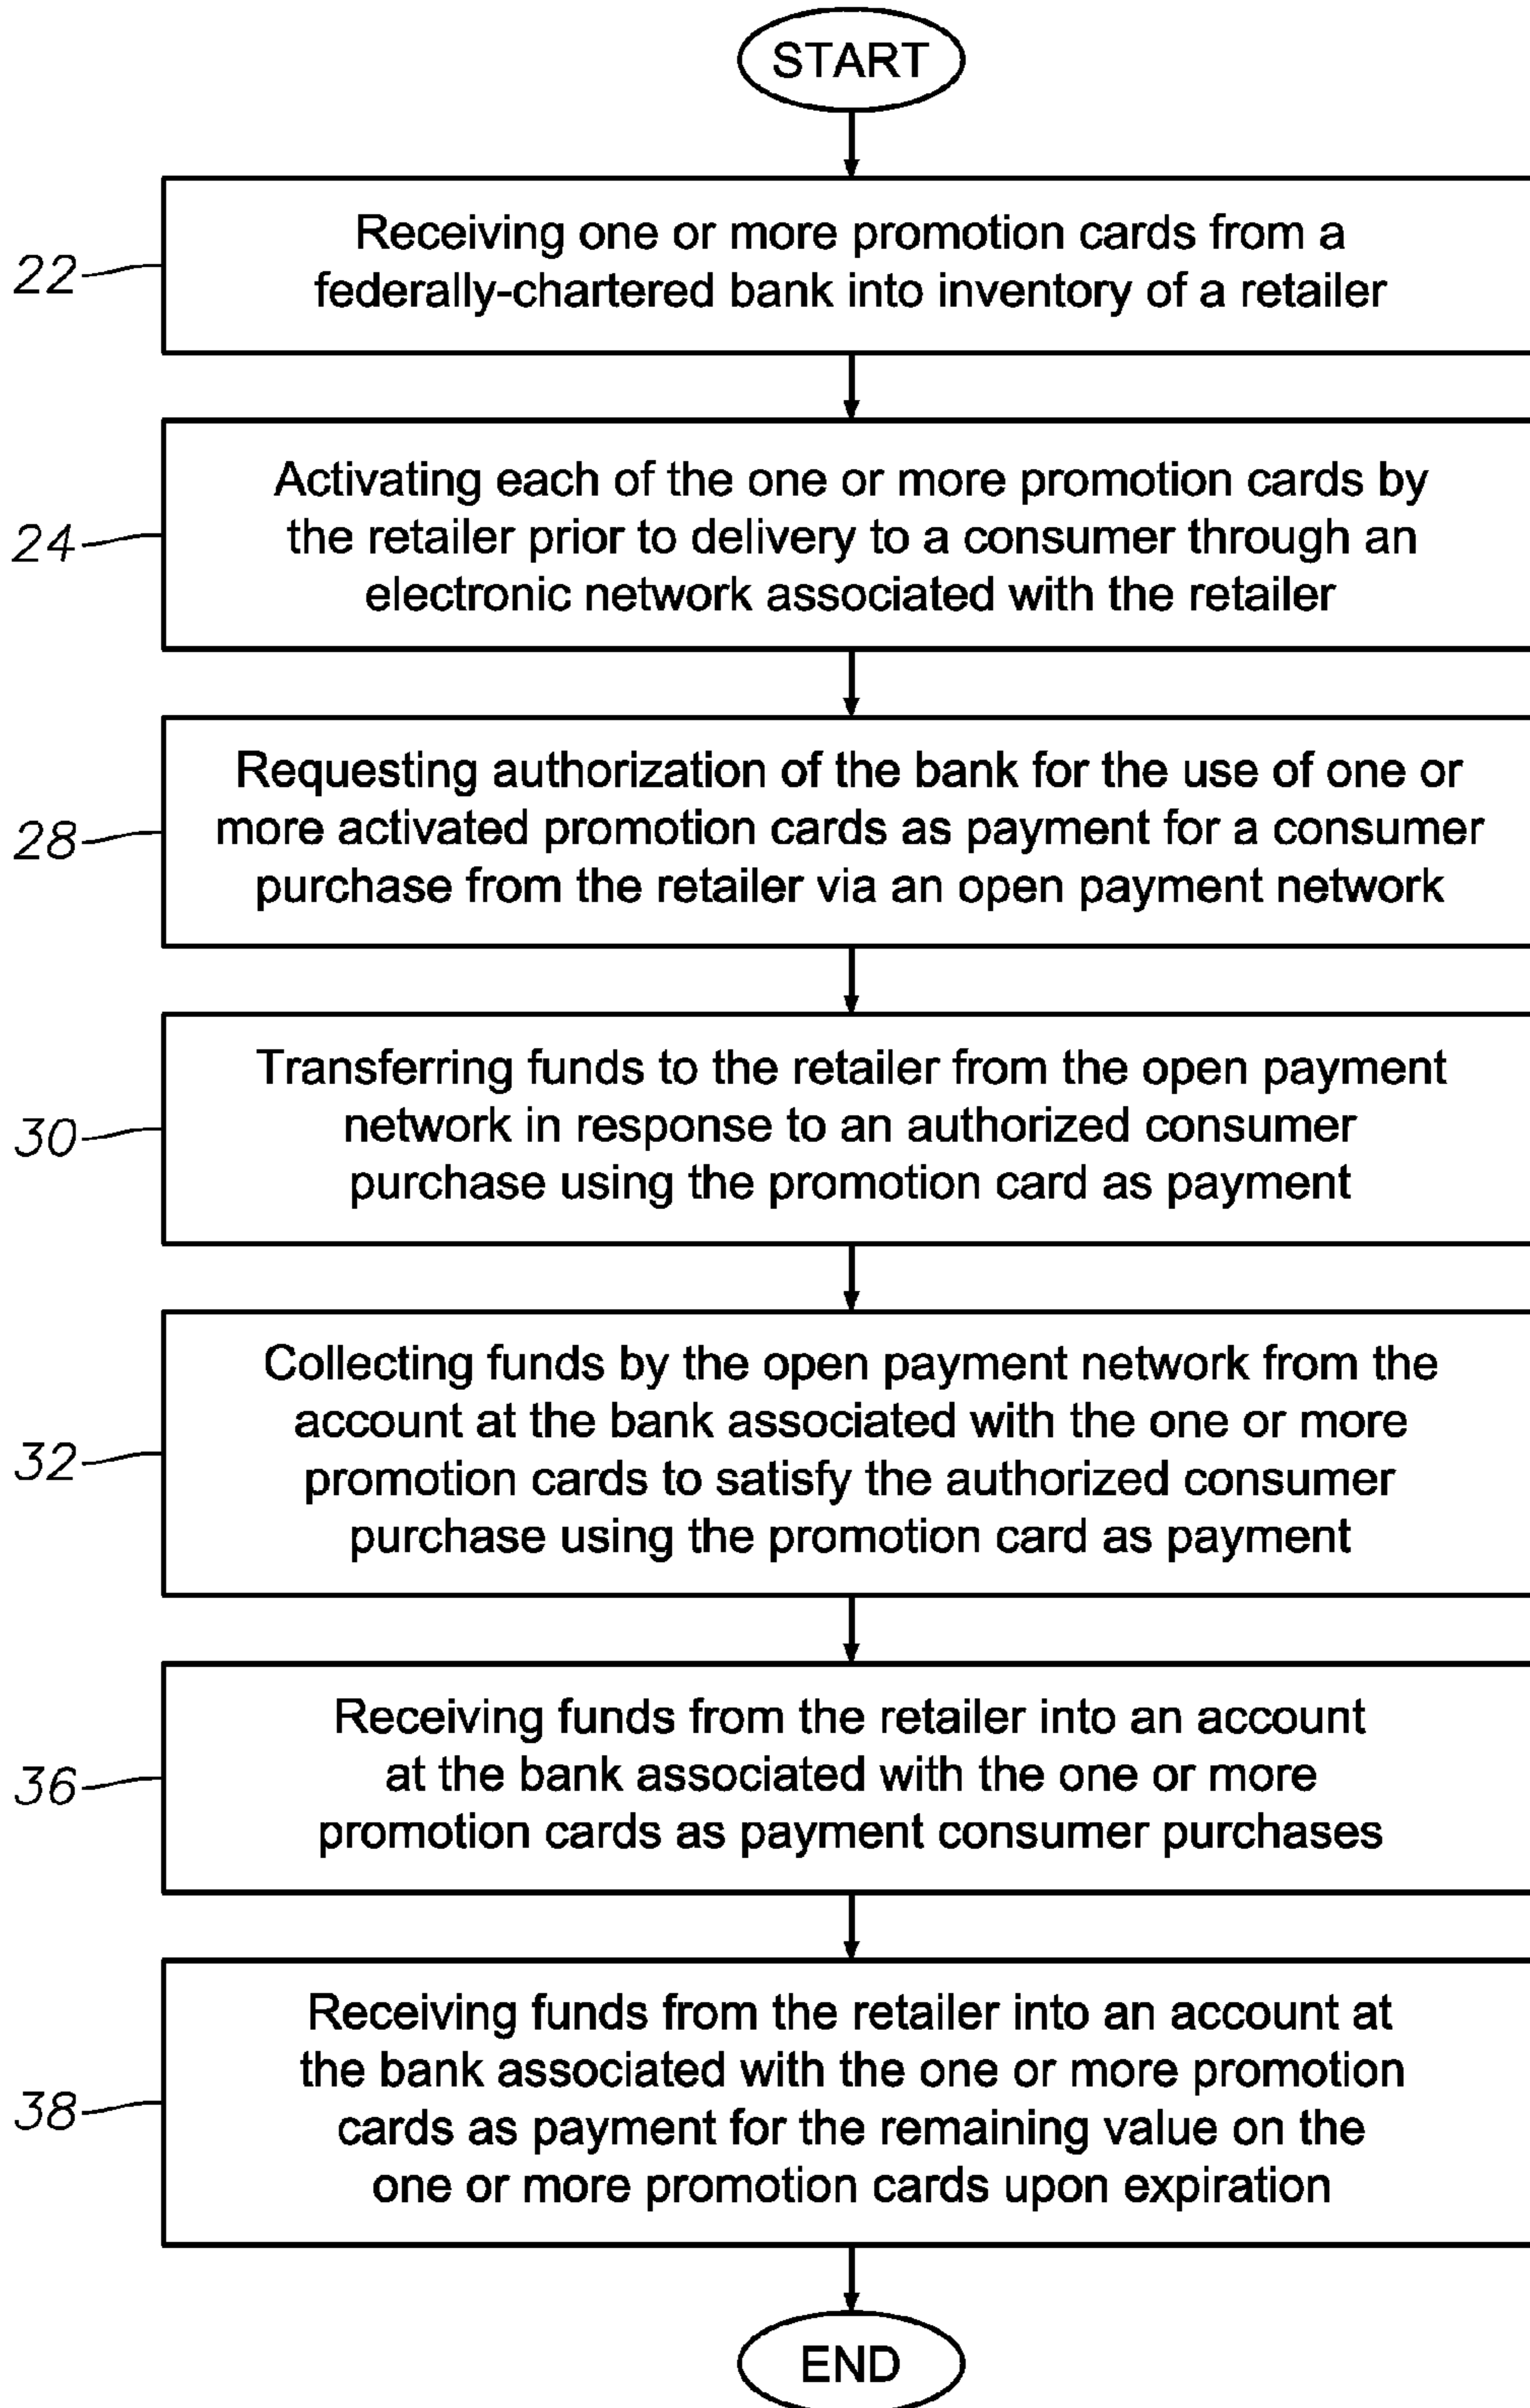 START
22
Receiving one or more promotion cards from a
federally-chartered bank into inventory of a retailer
24
Activating each of the one or more promotion cards by
the retailer prior to delivery to a consumer through an
electronic network associated with the retailer
28
Requesting authorization of the bank for the use of one or
more activated promotion cards as payment for a consumer
purchase from the retailer via an open payment network
30
Transferring funds to the retailer from the open payment
network in response to an authorized consumer
purchase using the promotion card as payment
32
Collecting funds by the open payment network from the
account at the bank associated with the one or more
promotion cards to satisfy the authorized consumer
purchase using the promotion card as payment
36
Receiving funds from the retailer into an account
at the bank associated with the one or more
promotion cards as payment consumer purchases
38
Receiving funds from the retailer into an account at
the bank associated with the one or more promotion
cards as payment for the remaining value on the
one or more promotion cards upon expiration
END